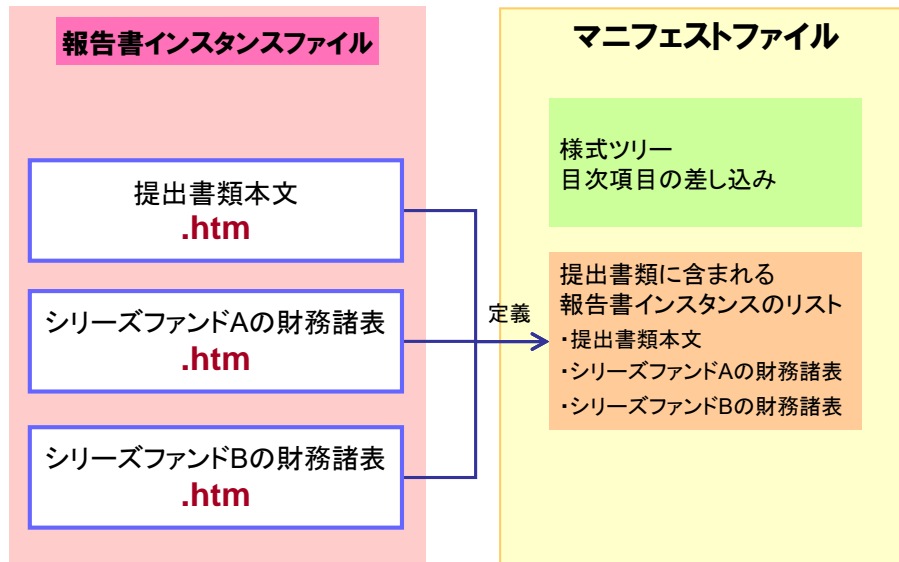 報告書インスタンスファイル
提出書類本文
.htm
シリーズファンドAの財務諸表
.htm
シリーズファンドBの財務諸表
.htm
定義
マニフェストファイル
様式ツリー
目次項目の差し込み
提出書類に含まれる
報告書インスタンスのリスト
・提出書類本文
・シリーズファンドAの財務諸表
・シリーズファンドBの財務諸表